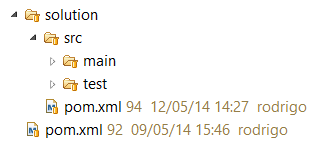 solution
src
main
test
pom.xml 94 12/05/14 14:27 rodrigo
pom.xml 92 09/05/14 15:46 rodrigo